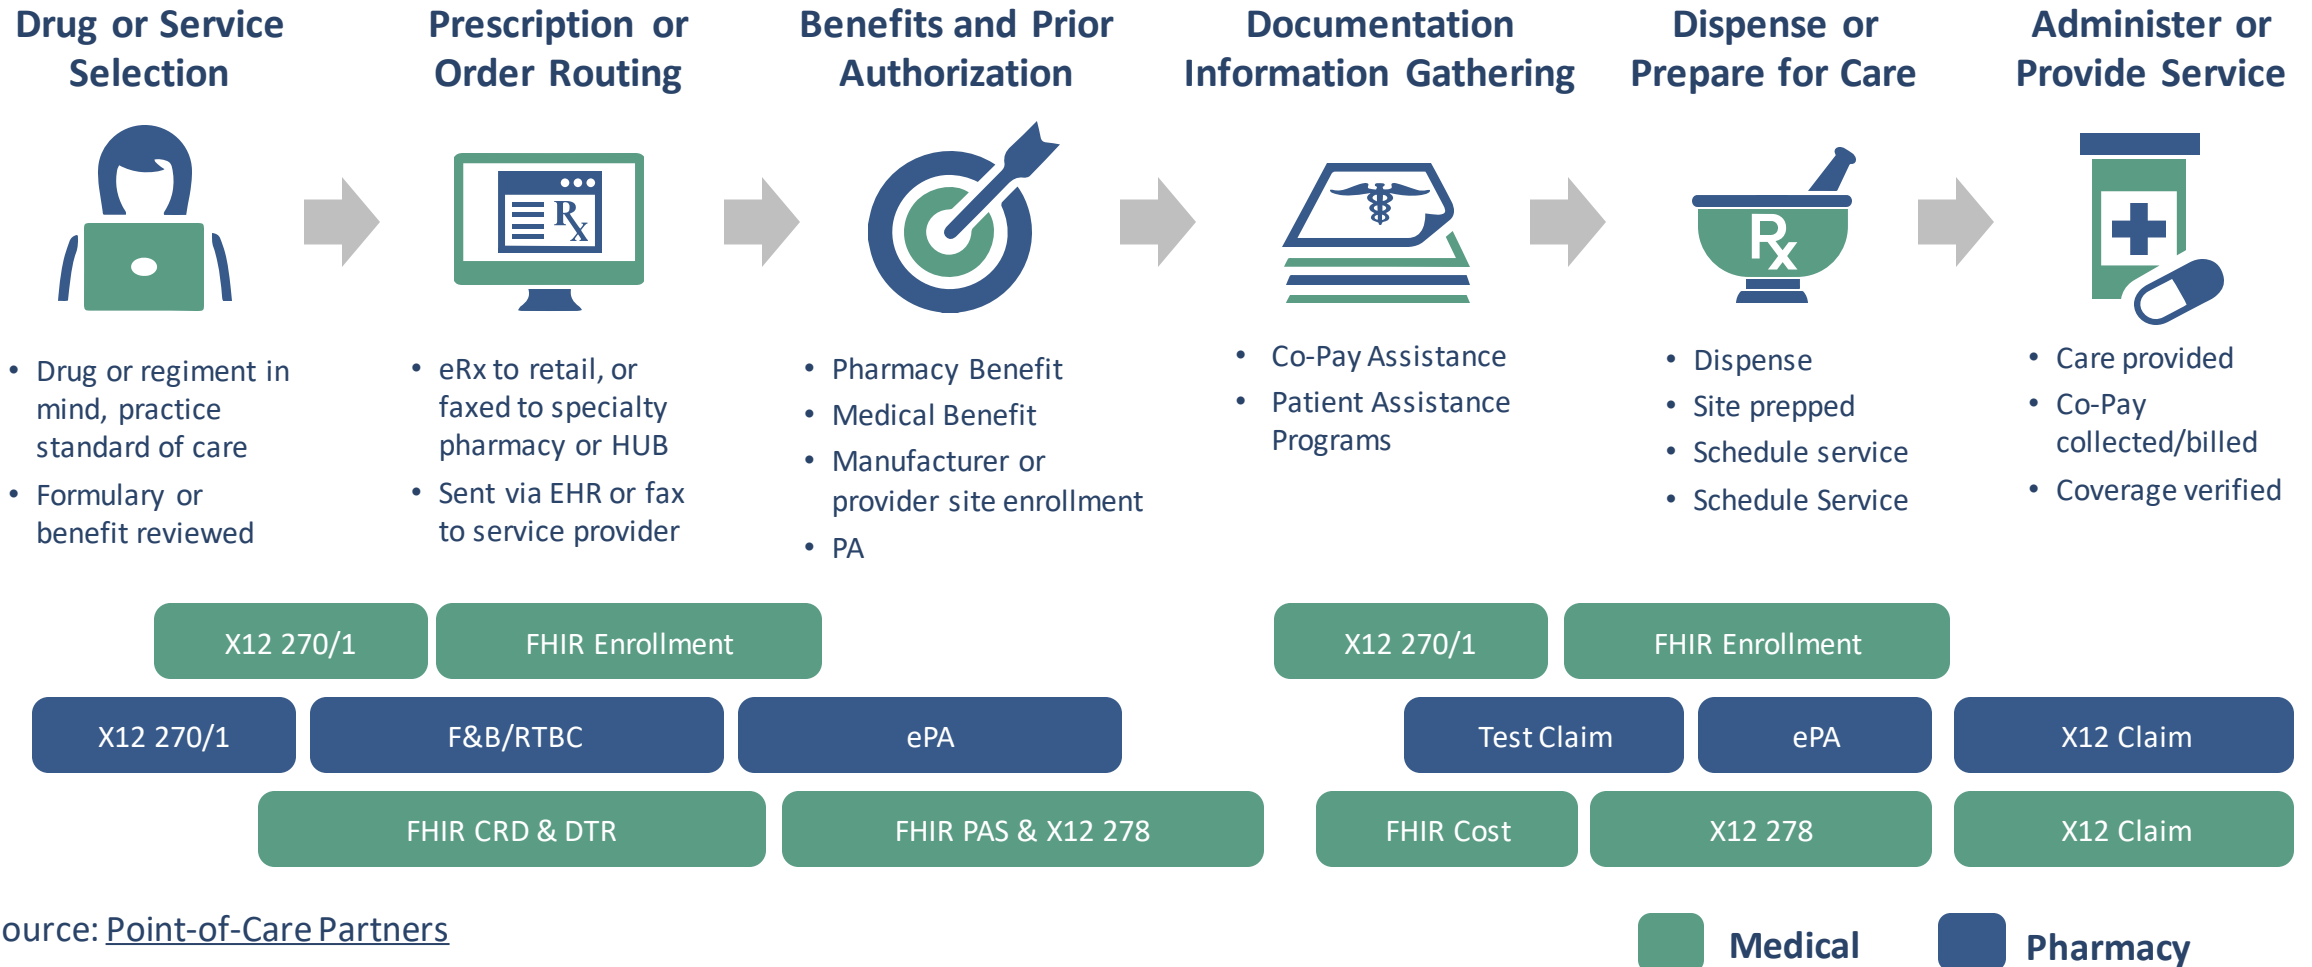 Drug or Service
Selection
Prescription or
Order Routing
Benefits and Prior
Authorization
Documentation
Information Gathering
Dispense or
Prepare for Care
Administer or
Provide Service
Rx
Rx
• Drug or regiment in
mind, practice
standard of care
• Formulary or
benefit reviewed
• eRx to retail, or
faxed to specialty
pharmacy or HUB
• Sent via EHR or fax
to service provider
• Pharmacy Benefit
• Medical Benefit
• Manufacturer or
provider site enrollment
• PA
• Co-Pay Assistance
• Patient Assistance
Programs
• Dispense
• Site prepped
• Schedule service
• Schedule Service
• Care provided
• Co-Pay
collected/billed
• Coverage verified
X12 270/1
FHIR Enrollment
X12 270/1
FHIR Enrollment
X12 270/1
F&B/RTBC
ePA
Test Claim
ePA
X12 Claim
FHIR CRD & DTR
FHIR PAS & X12 278
FHIR Cost
X12 278
X12 Claim
ource: Point-of-Care Partners
Medical
Pharmacy